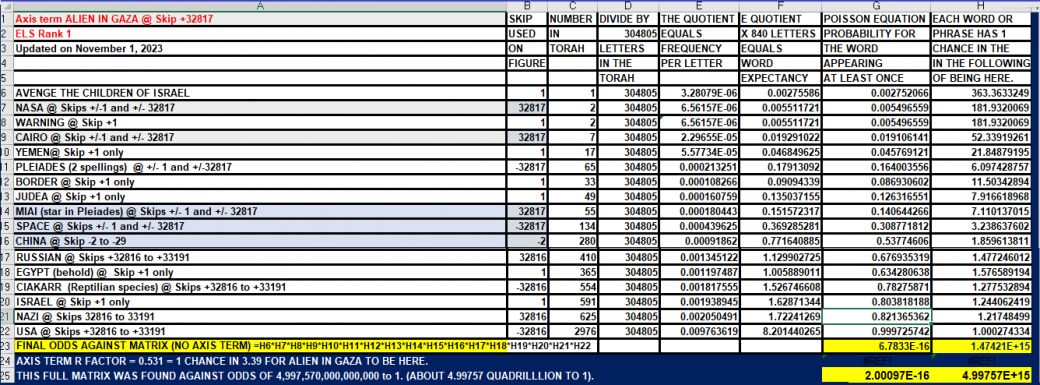 A B C D E F G H
1 Axis term ALIEN IN GAZA @ Skip +32817 SKIP NUMBER DIVIDE BY THE QUOTIENT E QUOTIENT POISSON EQUATION EACH WORD OR
2 ELS Rank 1 USED IN 304805 EQUALS X 840 LETTERS PROBABILITY FOR PHRASE HAS 1
3 Updated on November 1, 2023 ON TORAH LETTERS FREQUENCY EQUALS THE WORD CHANCE IN THE
4 FIGURE IN THE PER LETTER WORD APPEARING IN THE FOLLOWING
5 TORAH EXPECTANCY AT LEAST ONCE OF BEING HERE.
6 AVENGE THE CHILDREN OF ISRAEL 1 1 304805 3.28079E-06 0.00275586 0.002752066 363.3633249
7 NASA @ Skips +/-1 and +/- 32817 32817 2 304805 6.56157E-06 0.005511721 0.005496559 181.9320069
8 WARNING @ Skip +1 1 2 304805 6.56157E-06 0.005511721 0.005496559 181.9320069
9 CAIRO @ Skip +/-1 and +/- 32817 32817 7 304805 2.29655E-05 0.019291022 0.019106141 52.33919261
10 YEMEN@ Skip +1 only 1 17 304805 5.57734E-05 0.046849625 0.045769121 21.84879195
11 PLEIADES (2 spellings) @ +/- 1 and +/-32817 -32817 65 304805 0.000213251 0.17913092 0.164003556 6.097428757
12 BORDER @ Skip +1 only 1 33 304805 0.000108266 0.09094339 0.086930602 11.50342894
13 JUDEA @ Skip +1 only 1 49 304805 0.000160759 0.135037155 0.126316551 7.916618968
14 MIAI (star in Pleiades) @ Skips +/- 1 and +/- 32817 32817 55 304805 0.000180443 0.151572317 0.140644266 7.110137015
15 SPACE @ Skips +/- 1 and +/- 32817 -32817 134 304805 0.000439625 0.369285281 0.308771812 3.238637602
16 CHINA @ Skip -2 to -29 -2 280 304805 0.00091862 0.771640885 0.53774606 1.859613811
17 RUSSIAN @ Skips +32816 to +33191 32816 410 304805 0.001345122 1.129902725 0.676935319 1.477246012
18 EGYPT (behold) @ Skip +1 only 1 365 304805 0.001197487 1.005889011 0.634280638 1.576589194
19 CIAKARR (Reptilian species) @ Skips +32816 to +33191 -32816 554 304805 0.001817555 1.526746608 0.78275871 1.277532894
20 ISRAEL @ Skip +1 only 1 591 304805 0.001938945 1.62871344 0.803818188 1.244062419
21 NAZI @ Skips 32816 to 33191 32816 625 304805 0.002050491 1.72241269 0.821365362 1.21748499
22 USA @ Skips +32816 to +33191 -32816 2976 304805 0.009763619 8.201440265 0.999725742 1.000274334
23 FINAL ODDS AGAINST MATRIX (NO AXIS TERM) =H6*H7*H8*H9*H10*H11*H12*H13*H14*H15*H16*H17*H18*H19*H20*H21*H22 6.7833E-16 1.47421E+15
24 AXIS TERM R FACTOR = 0.531 = 1 CHANCE IN 3.39 FOR ALIEN IN GAZA TO BE HERE. #REF! #REF!
25 THIS FULL MATRIX WAS FOUND AGAINST ODDS OF 4,997,570,000,000,000 to 1. (ABOUT 4.99757 QUADRILLLION TO 1). 2.00097E-16 4.99757E+15